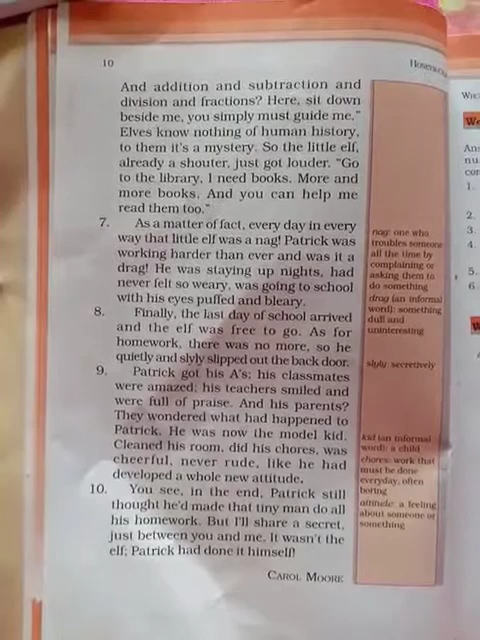 10
And addition and subtraction and
division and fractions? Here, sit down
beside me, you simply must guide me."
Elves know nothing of human history,
to them it's a mystery. So the little elf,
already a shouter, just got louder. "Go
to the library, I need books. More and
more books. And you can help me
read them too."
7. As a matter of fact, every day in every
way that little elf was a nag! Patrick was
working harder than ever and was it a
drag! He was staying up nights, had
never felt so weary, was going to school
with his eyes puffed and bleary.
8. Finally, the last day of school arrived
and the elf was free to go. As for
homework, there was no more, so he
quietly and slyly slipped out the back door.
9. Patrick got his A's; his classmates
were amazed; his teachers smiled and
were full of praise. And his parents?
They wondered what had happened to
Patrick. He was now the model kid.
Cleaned his room, did his chores, was
cheerful, never rude, like he had
developed a whole new attitude.
10. You see, in the end, Patrick still
thought he'd made that tiny man do all
his homework. But I'll share a secret,
just between you and me. It wasn't the
elf; Patrick had done it himself!
CAROL MOORE
nag: one who
troubles someone
all the time by
complaining or
asking them to
do something
drag (an informal
word): something
dull and
uninteresting
slyly: secretively
kid (an informal
word): a child
chores: work that
must be done
everyday, often
boring
attitude: a feeling
about someone or
something
1.
2.
3.
4.
5.
6.